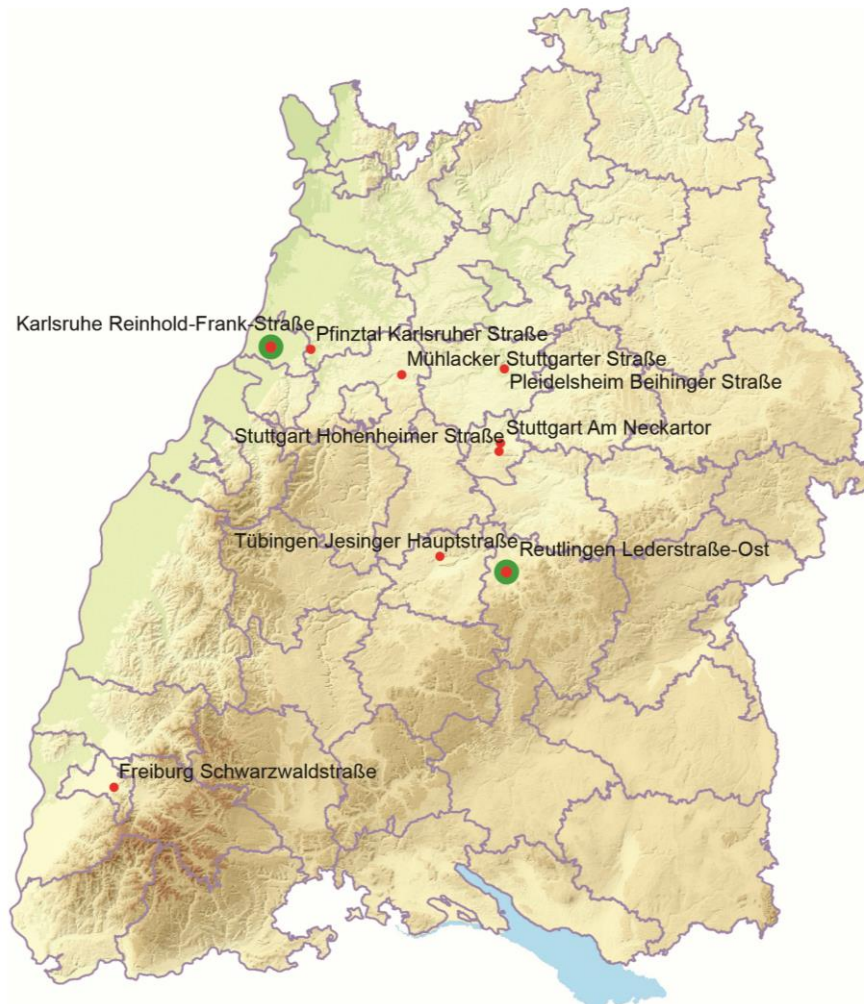 Karlsruhe Reinhold-Frank-Straße
Pfinztal Karlsruher Straße
Mühlacker Stuttgarter Straße
Pleidelsheim Beihinger Straße
Stuttgart Am Neckartor
Stuttgart Hohenheimer Straße
Tübingen Jesinger Hauptstraße
Reutlingen Lederstraße-Ost
Freiburg Schwarzwaldstraße